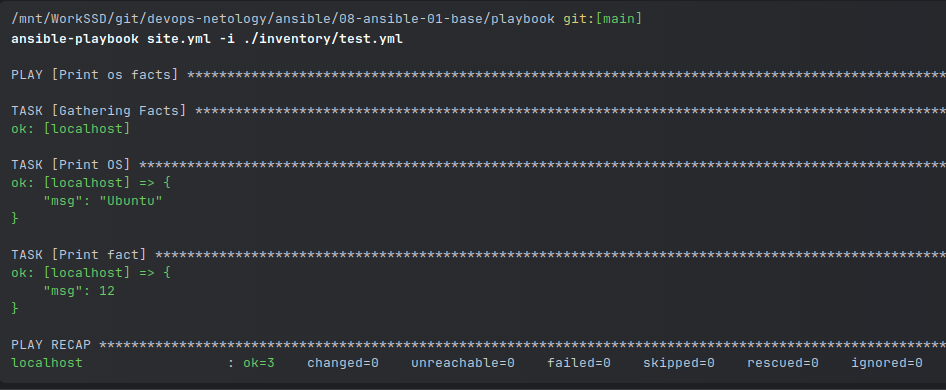 /mnt/WorkSSD/git/devops-netology/ansible/08-ansible-01-base/playbook git:[main]
ansible-playbook site.yml -i ./inventory/test.yml
PLAY [Print os facts] ***********************************************************************************************
TASK [Gathering Facts] **********************************************************************************************
ok: [localhost]
TASK [Print OS] *****************************************************************************************************
ok: [localhost] => {
    "msg": "Ubuntu"
}
TASK [Print fact] ***************************************************************************************************
ok: [localhost] => {
    "msg": 12
}
PLAY RECAP **********************************************************************************************************
localhost                  : ok=3    changed=0    unreachable=0    failed=0    skipped=0    rescued=0    ignored=0